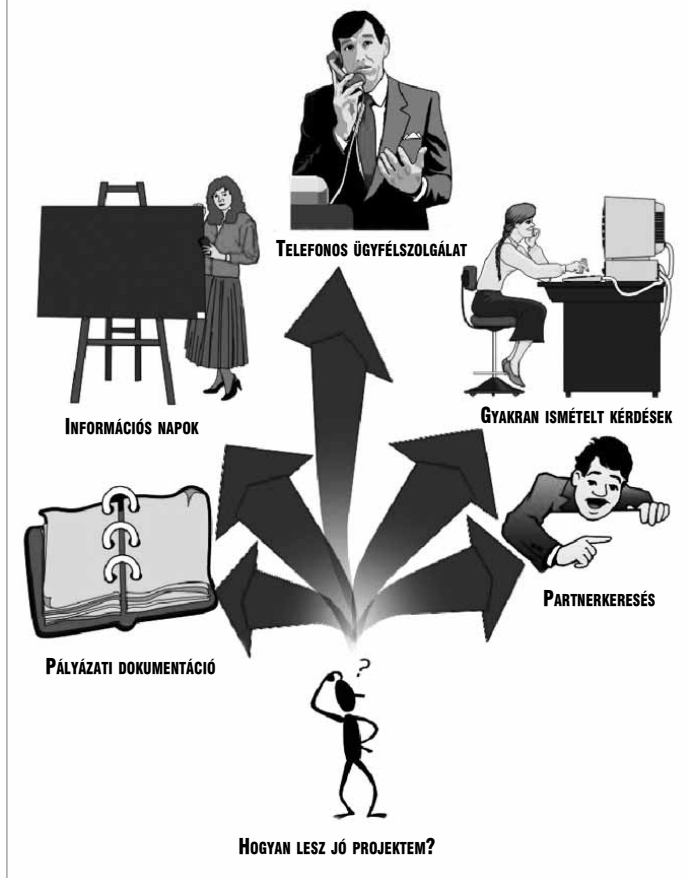 TELEFONOS ÜGYFÉLSZOLGÁLAT
INFORMÁCIÓS NAPOK
GYAKRAN ISMÉTELT KÉRDÉSEK
PARTNERKERESÉS
PÁLYÁZATI DOKUMENTÁCIÓ
?
HOGYAN LESZ JÓ PROJEKTEM?